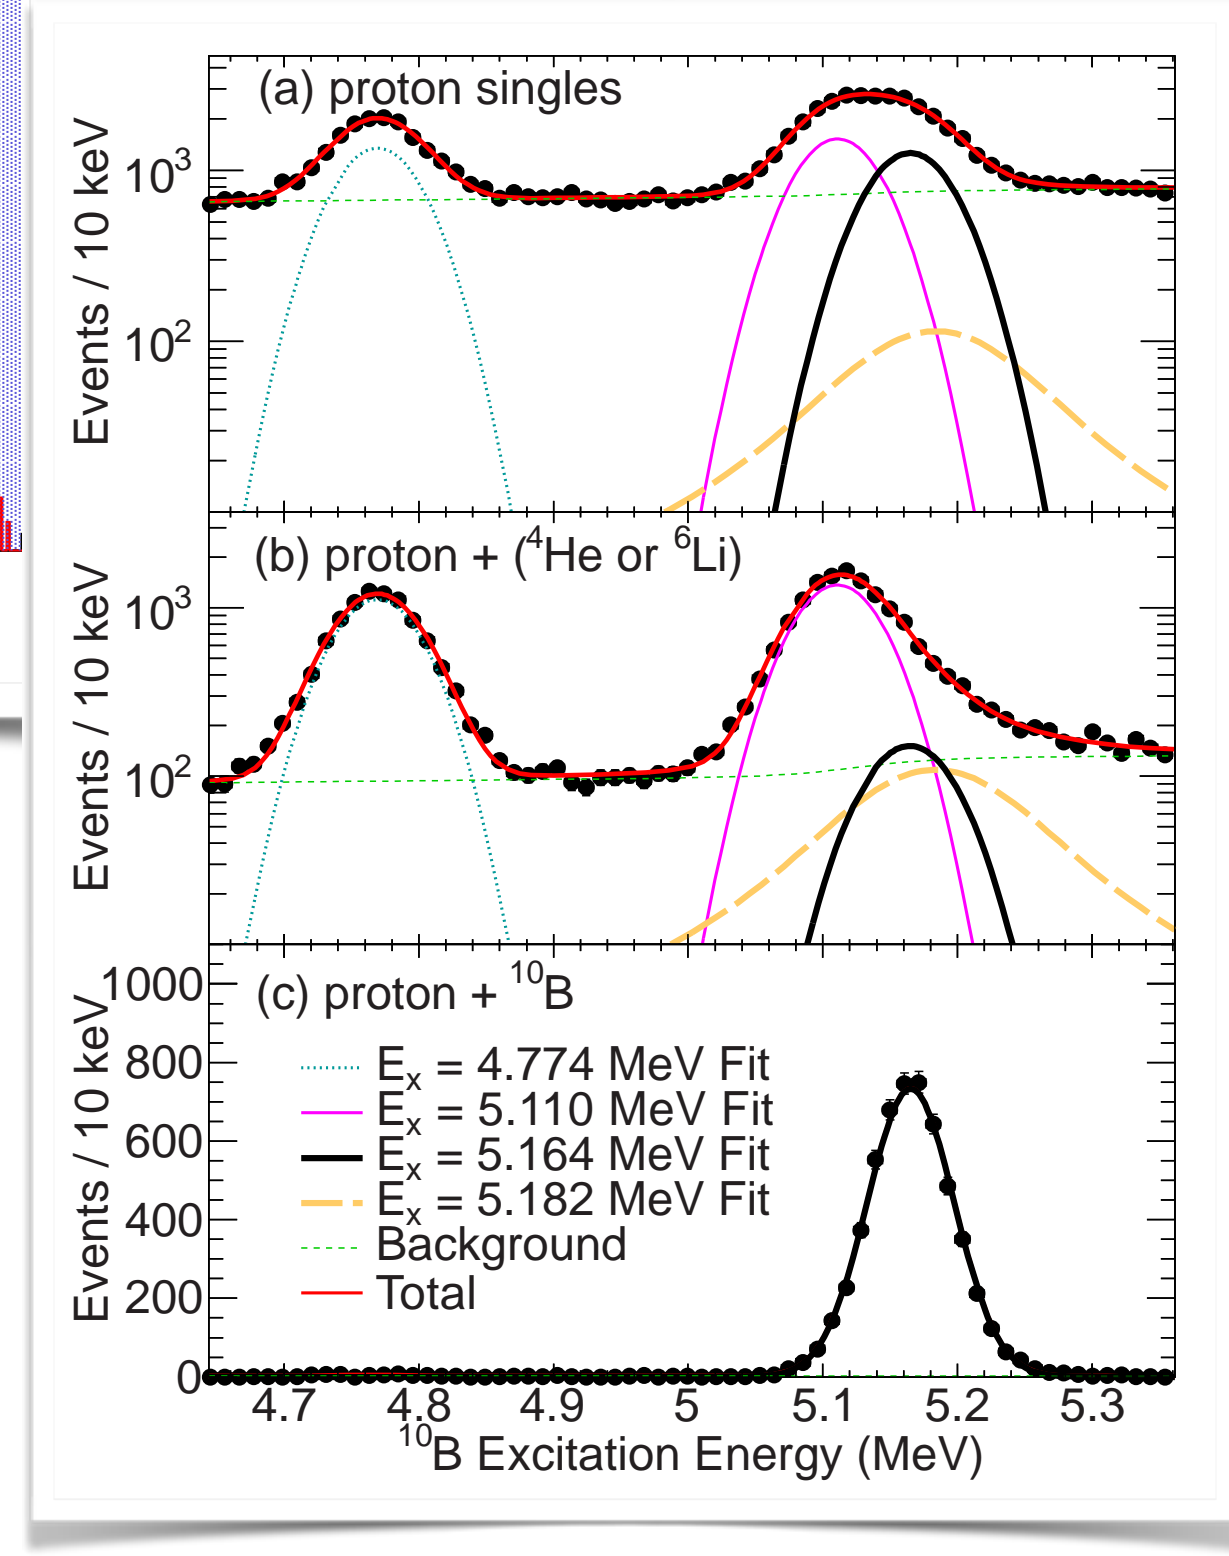 (a) proton singles
Events / 10 keV
10³
10²
(b) proton + (⁴He or ⁶Li)
Events / 10 keV
10³
10²
(c) proton + ¹⁰B
Events / 10 keV
1000
800
600
400
200
0
Eₓ = 4.774 MeV Fit
Eₓ = 5.110 MeV Fit
Eₓ = 5.164 MeV Fit
Eₓ = 5.182 MeV Fit
Background
Total
4.7 4.8 4.9 5 5.1 5.2 5.3
¹⁰B Excitation Energy (MeV)